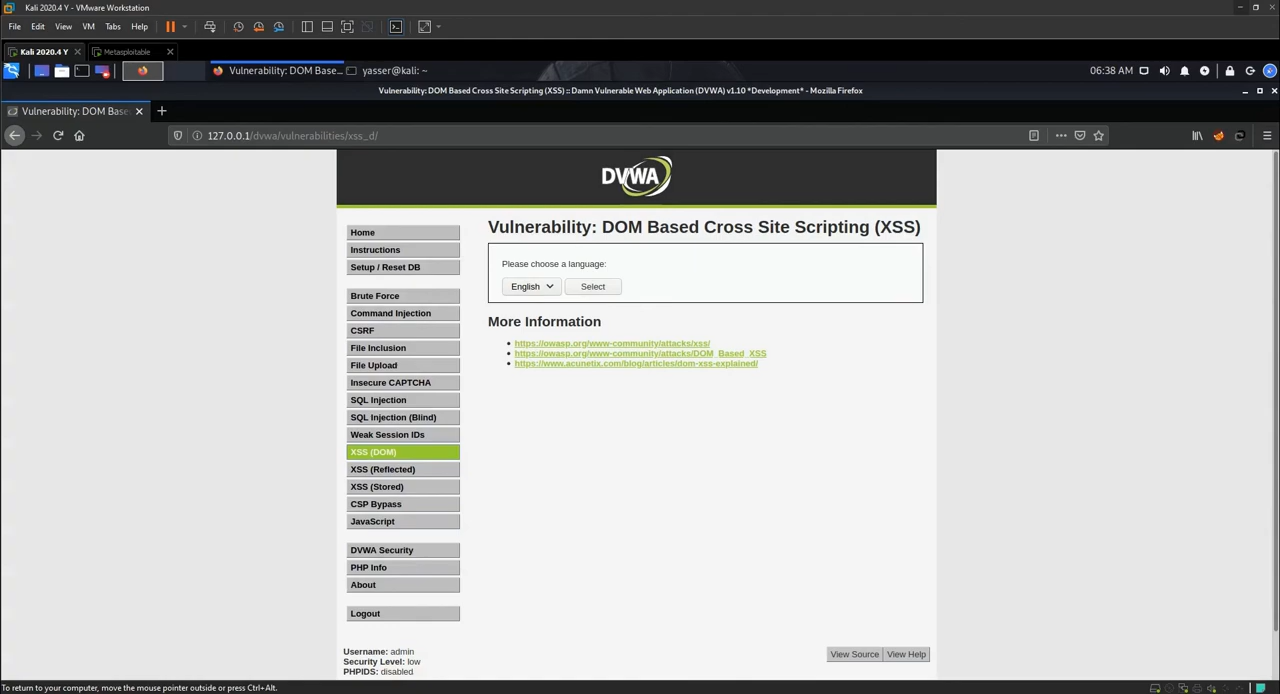 Kali 2020.4 Y - VMware Workstation
File Edit View VM Tabs Help
Kali 2020.4 Y Metasploitable
Vulnerability: DOM Base... yasser@kali: ~ 06:38 AM
Vulnerability: DOM Based Cross Site Scripting (XSS) :: Damn Vulnerable Web Application (DVWA) v1.10 *Development* - Mozilla Firefox
Vulnerability: DOM Base
127.0.0.1/dvwa/vulnerabilities/xss_d/
DVWA
Vulnerability: DOM Based Cross Site Scripting (XSS)
Please choose a language:
English Select
More Information
https://owasp.org/www-community/attacks/xss/
https://owasp.org/www-community/attacks/DOM_Based_XSS
https://www.acunetix.com/blog/articles/dom-xss-explained/
Home
Instructions
Setup / Reset DB
Brute Force
Command Injection
CSRF
File Inclusion
File Upload
Insecure CAPTCHA
SQL Injection
SQL Injection (Blind)
Weak Session IDs
XSS (DOM)
XSS (Reflected)
XSS (Stored)
CSP Bypass
JavaScript
DVWA Security
PHP Info
About
Logout
Username: admin
Security Level: low
PHPIDS: disabled
View Source View Help
To return to your computer, move the mouse pointer outside or press Ctrl+Alt.